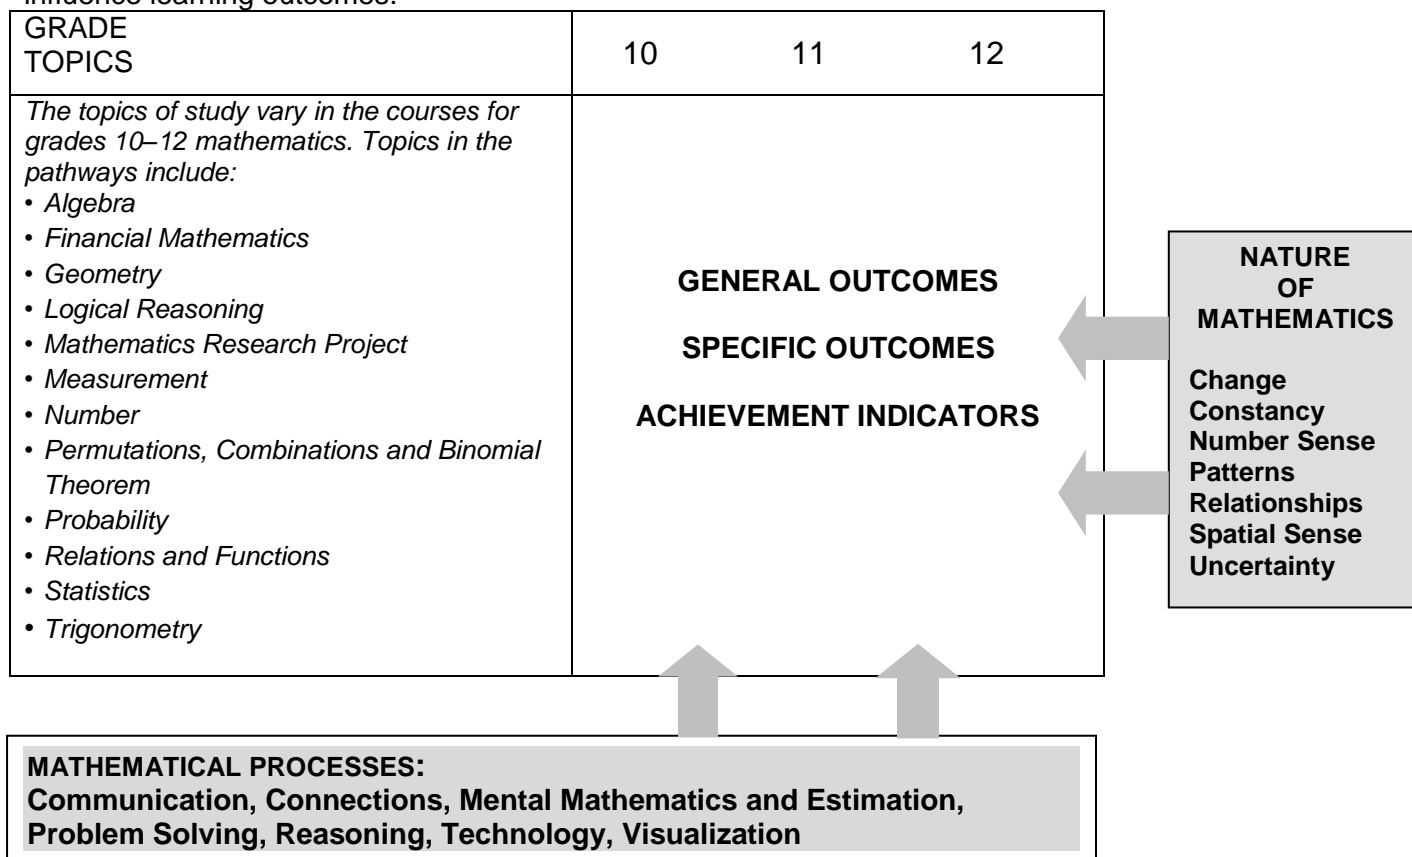 influence learning outcomes.
GRADE
TOPICS
10 11 12
The topics of study vary in the courses for
grades 10–12 mathematics. Topics in the
pathways include:
• Algebra
• Financial Mathematics
• Geometry
• Logical Reasoning
• Mathematics Research Project
• Measurement
• Number
• Permutations, Combinations and Binomial
Theorem
• Probability
• Relations and Functions
• Statistics
• Trigonometry
GENERAL OUTCOMES
SPECIFIC OUTCOMES
ACHIEVEMENT INDICATORS
NATURE
OF
MATHEMATICS
Change
Constancy
Number Sense
Patterns
Relationships
Spatial Sense
Uncertainty
MATHEMATICAL PROCESSES:
Communication, Connections, Mental Mathematics and Estimation,
Problem Solving, Reasoning, Technology, Visualization